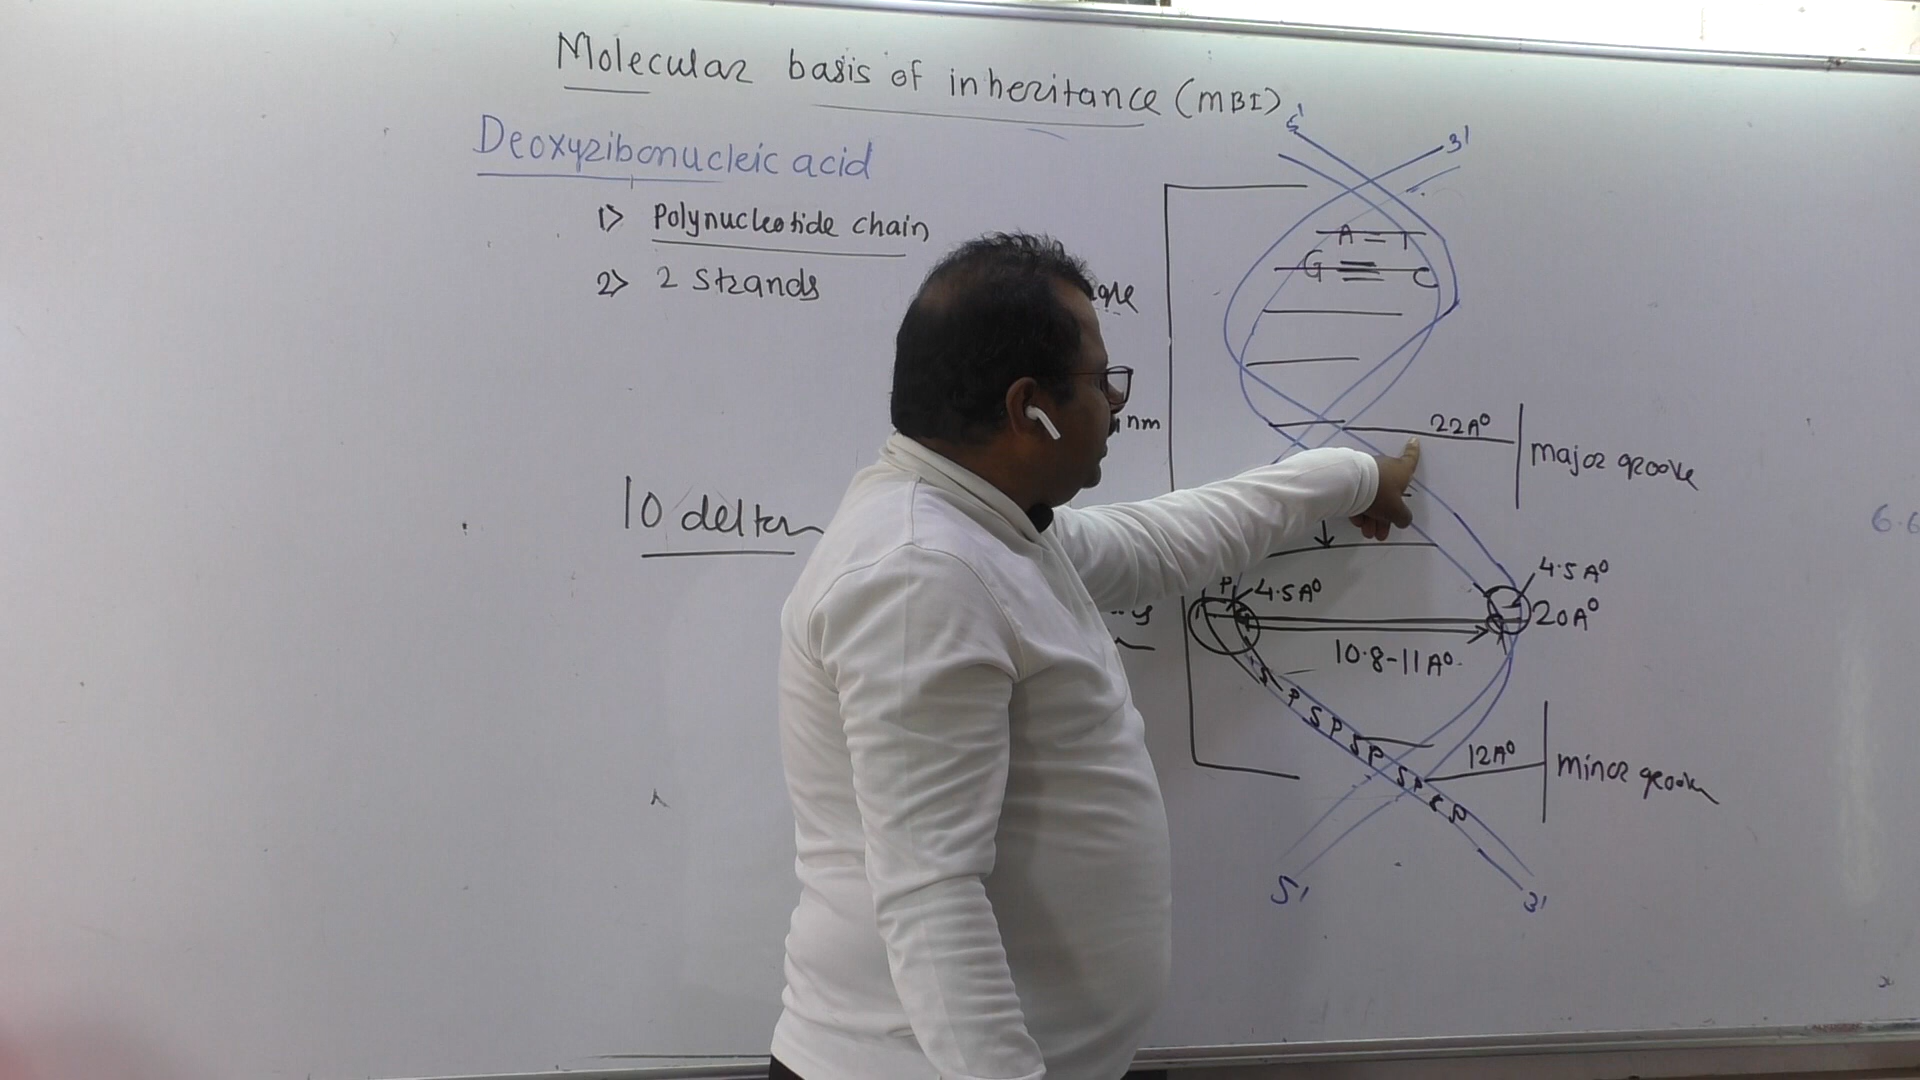 Molecular basis of inheritance (MBI)
Deoxyribonucleic acid
1> Polynucleotide chain
2> 2 Strands
10 delta
nm
5'
3'
A = T
G ≡ C
22A°
major groove
P
4.5A°
4.5A°
20A°
10.8-11A°
S P S P S P S P S P
12A°
minor groove
5'
3'